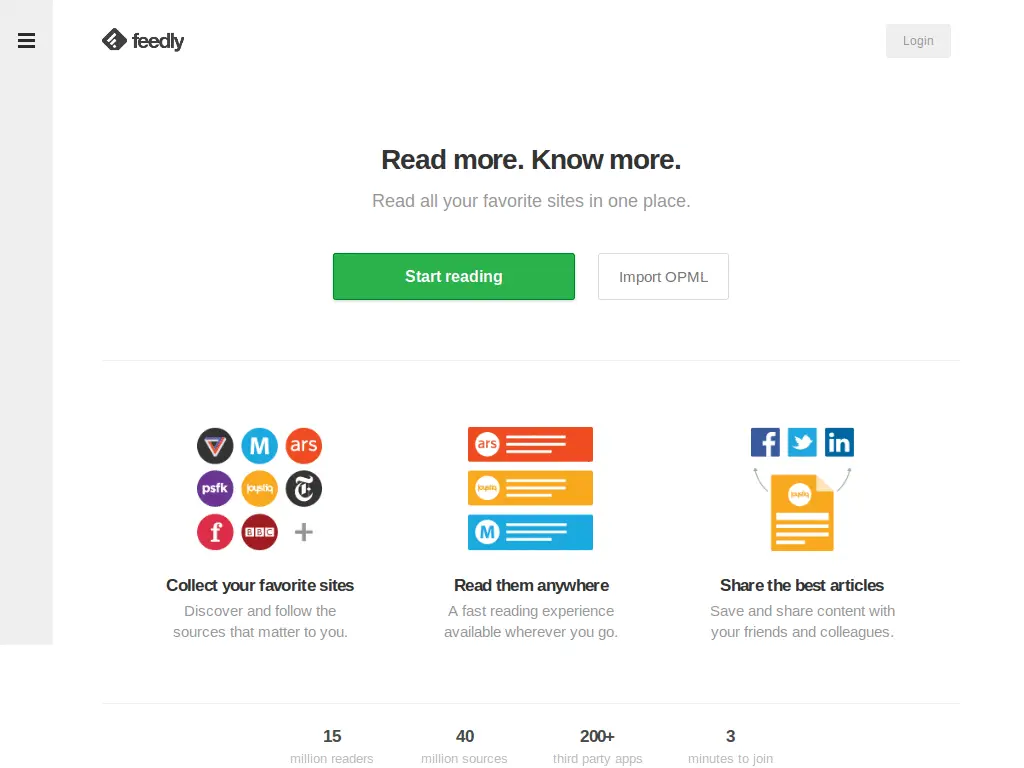 feedly
Login
Read more. Know more.
Read all your favorite sites in one place.
Start reading
Import OPML
M ars
psfk joystiq T
f BBC +
ars
joystiq
M
f in
joystiq
Collect your favorite sites
Discover and follow the
sources that matter to you.
Read them anywhere
A fast reading experience
available wherever you go.
Share the best articles
Save and share content with
your friends and colleagues.
15
million readers
40
million sources
200+
third party apps
3
minutes to join